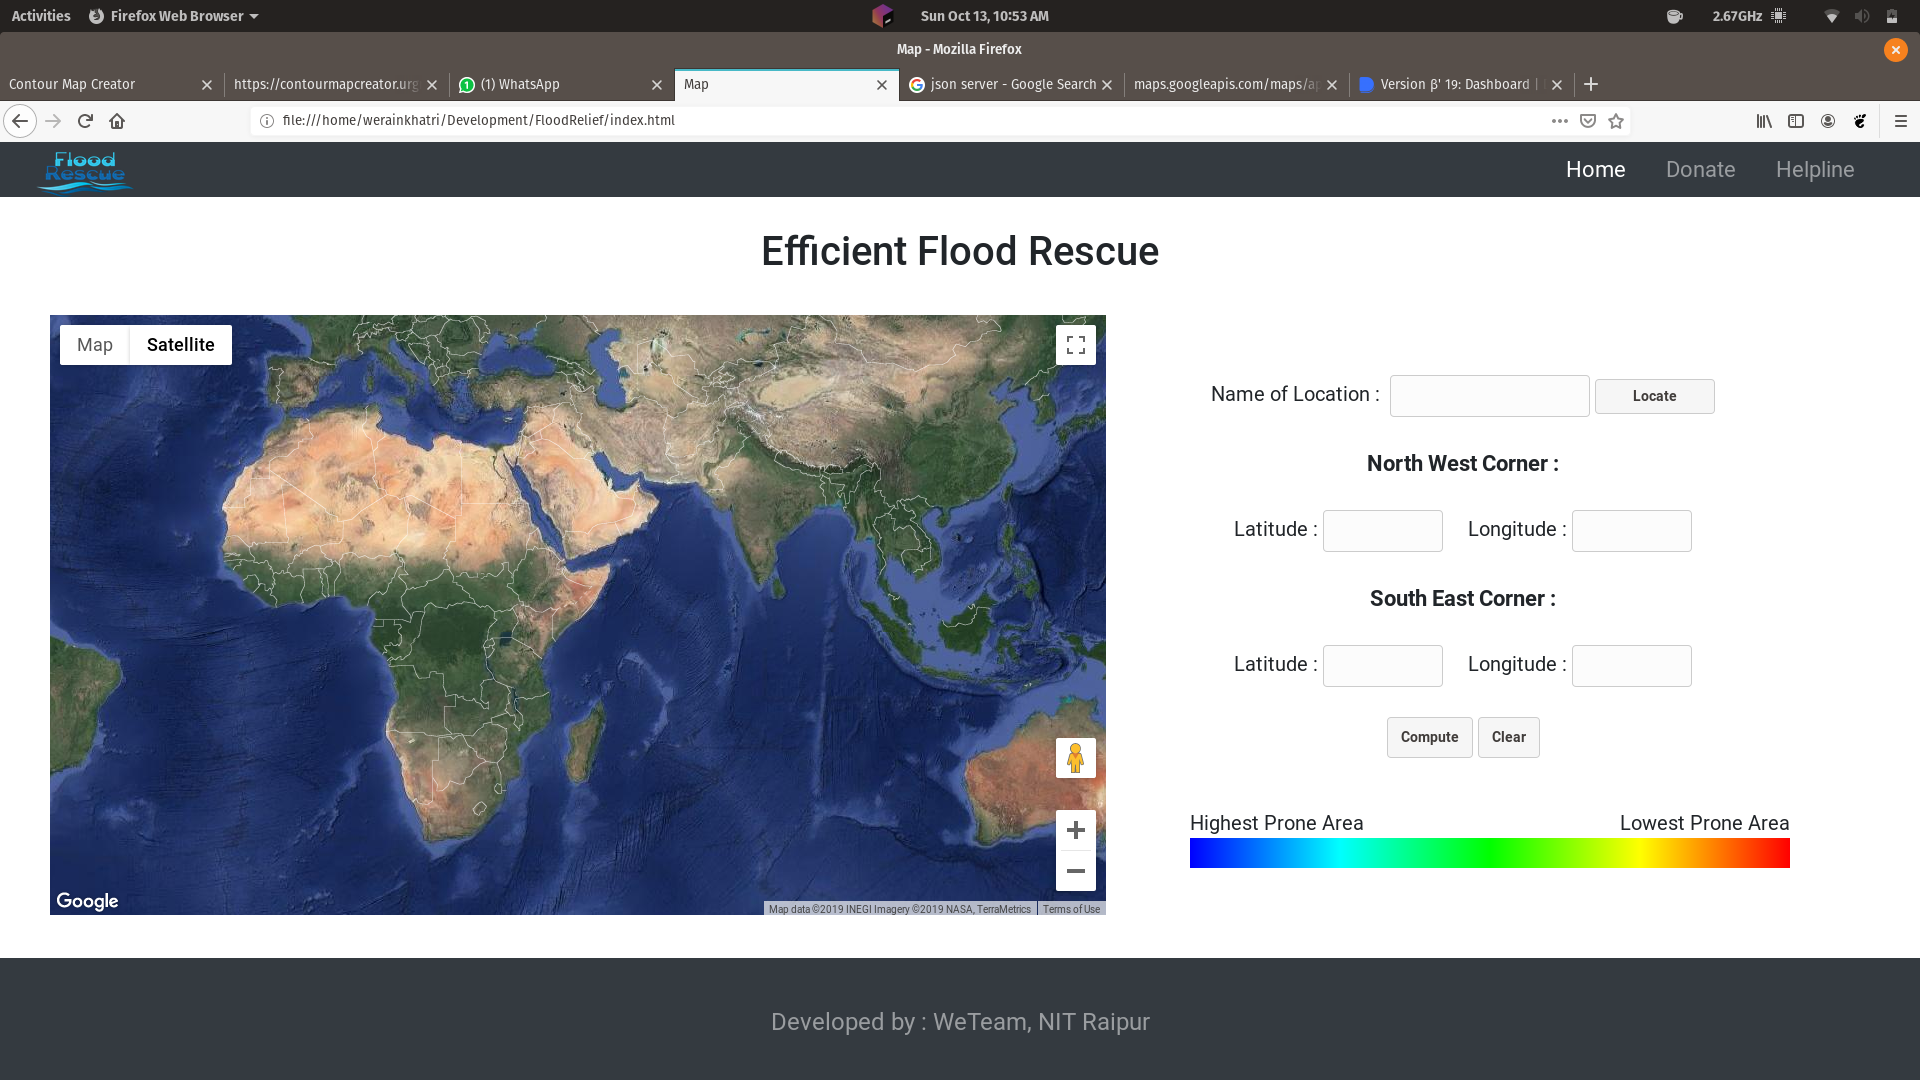 Activities Firefox Web Browser Sun Oct 13, 10:53 AM 2.67GHz
Map - Mozilla Firefox
Contour Map Creator https://contourmapcreator.urg (1) WhatsApp Map json server - Google Search maps.googleapis.com/maps/ap Version β' 19: Dashboard |
file:///home/werainkhatri/Development/FloodRelief/index.html
Flood
Rescue
Home Donate Helpline
Efficient Flood Rescue
Map Satellite
Name of Location : Locate
North West Corner :
Latitude : Longitude :
South East Corner :
Latitude : Longitude :
Compute Clear
Highest Prone Area Lowest Prone Area
Google
Map data ©2019 INEGI Imagery ©2019 NASA, TerraMetrics Terms of Use
Developed by : WeTeam, NIT Raipur